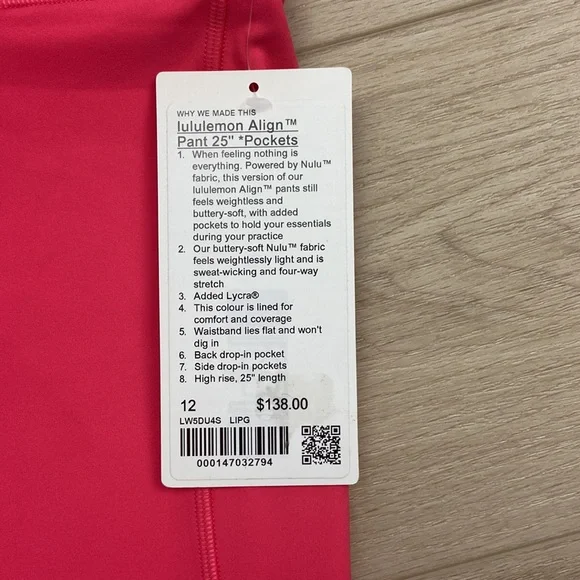 WHY WE MADE THIS
lululemon Align™
Pant 25" *Pockets
1. When feeling nothing is
everything. Powered by Nulu™
fabric, this version of our
lululemon Align™ pants still
feels weightless and
buttery-soft, with added
pockets to hold your essentials
during your practice
2. Our buttery-soft Nulu™ fabric
feels weightlessly light and is
sweat-wicking and four-way
stretch
3. Added Lycra®
4. This colour is lined for
comfort and coverage
5. Waistband lies flat and won't
dig in
6. Back drop-in pocket
7. Side drop-in pockets
8. High rise, 25" length
12 $138.00
LW5DU4S LIPG
000147032794